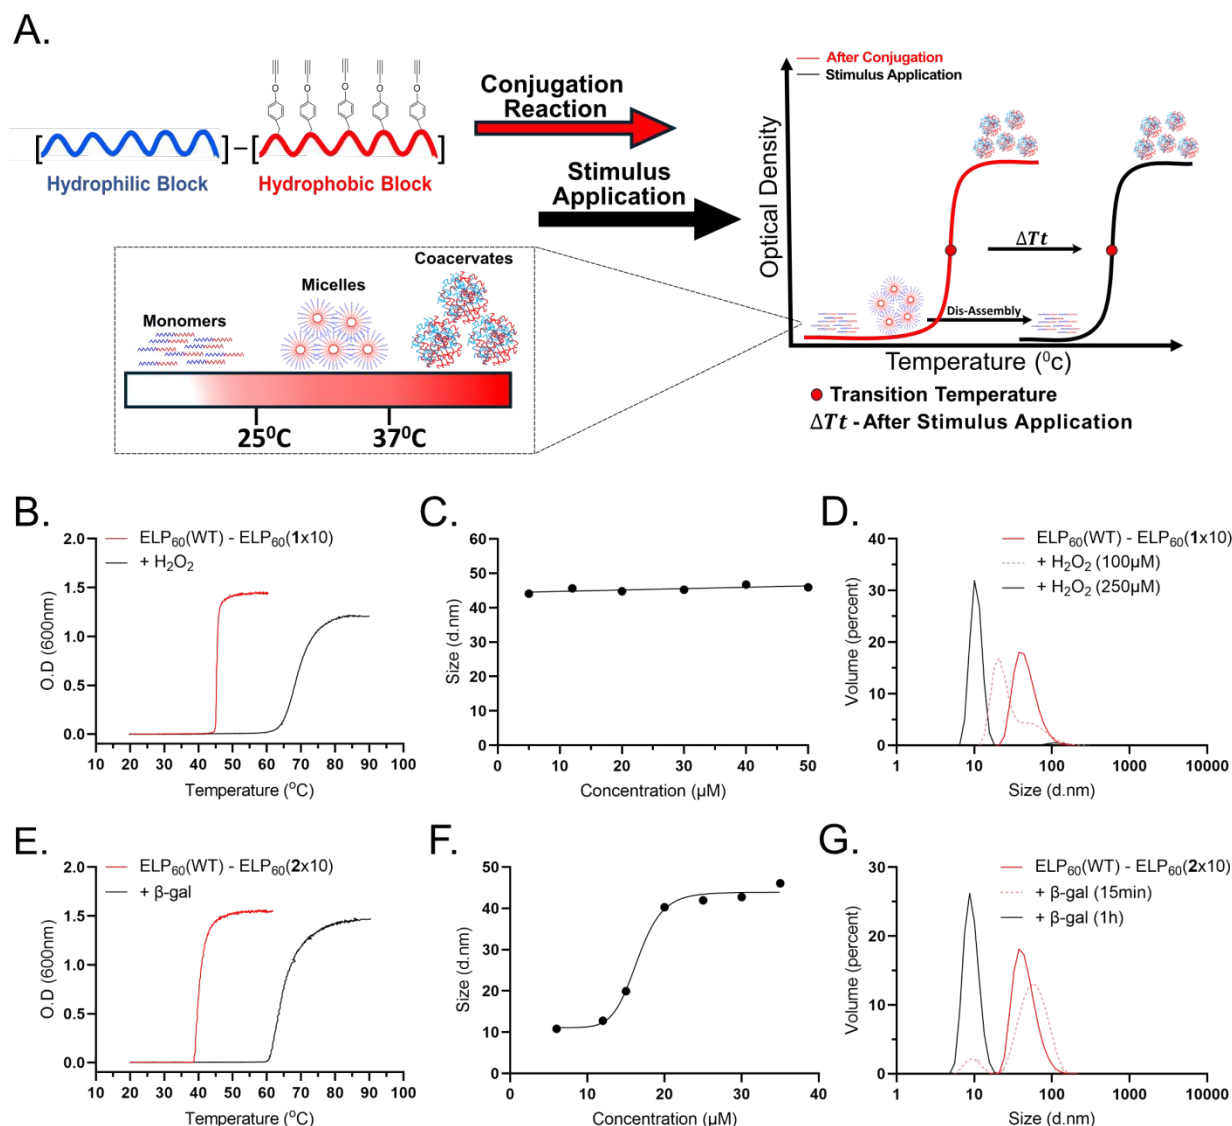 A.
O O O O O
[ ] – [ ]
Hydrophilic Block
Hydrophobic Block
Conjugation
Reaction
Stimulus
Application
Monomers
Micelles
Coacervates
25⁰C
37⁰C
After Conjugation
Stimulus Application
Optical Density
ΔTt
Dis-Assembly
Temperature (⁰c)
Transition Temperature
ΔTt - After Stimulus Application
B.
ELP₆₀(WT) - ELP₆₀(1x10)
+ H₂O₂
O.D (600nm)
2.0
1.5
1.0
0.5
0.0
10 20 30 40 50 60 70 80 90 100
Temperature (°C)
C.
Size (d.nm)
60
50
40
30
20
10
0
0 10 20 30 40 50
Concentration (µM)
D.
ELP₆₀(WT) - ELP₆₀(1x10)
+ H₂O₂ (100µM)
+ H₂O₂ (250µM)
Volume (percent)
40
30
20
10
0
1 10 100 1000 10000
Size (d.nm)
E.
ELP₆₀(WT) - ELP₆₀(2x10)
+ β-gal
O.D (600nm)
2.0
1.5
1.0
0.5
0.0
10 20 30 40 50 60 70 80 90 100
Temperature (°C)
F.
Size (d.nm)
50
40
30
20
10
0
0 10 20 30 40
Concentration (µM)
G.
ELP₆₀(WT) - ELP₆₀(2x10)
+ β-gal (15min)
+ β-gal (1h)
Volume (percent)
30
20
10
0
1 10 100 1000 10000
Size (d.nm)